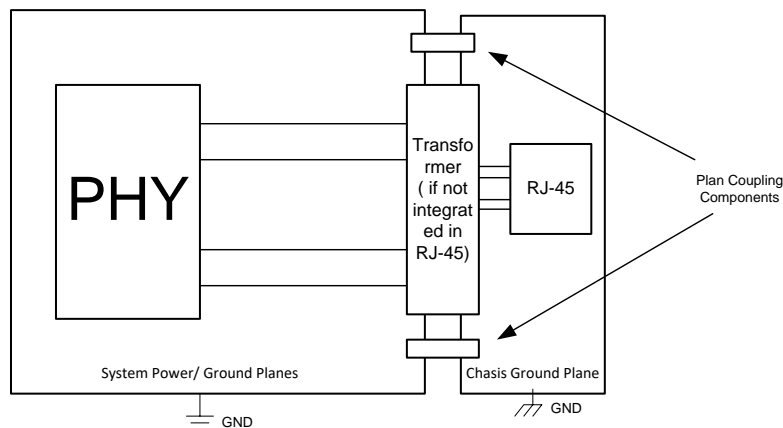 PHY
Transfo
rmer
( if not
integrat
ed in
RJ-45)
RJ-45
Plan Coupling
Components
System Power/ Ground Planes
Chasis Ground Plane
GND
GND